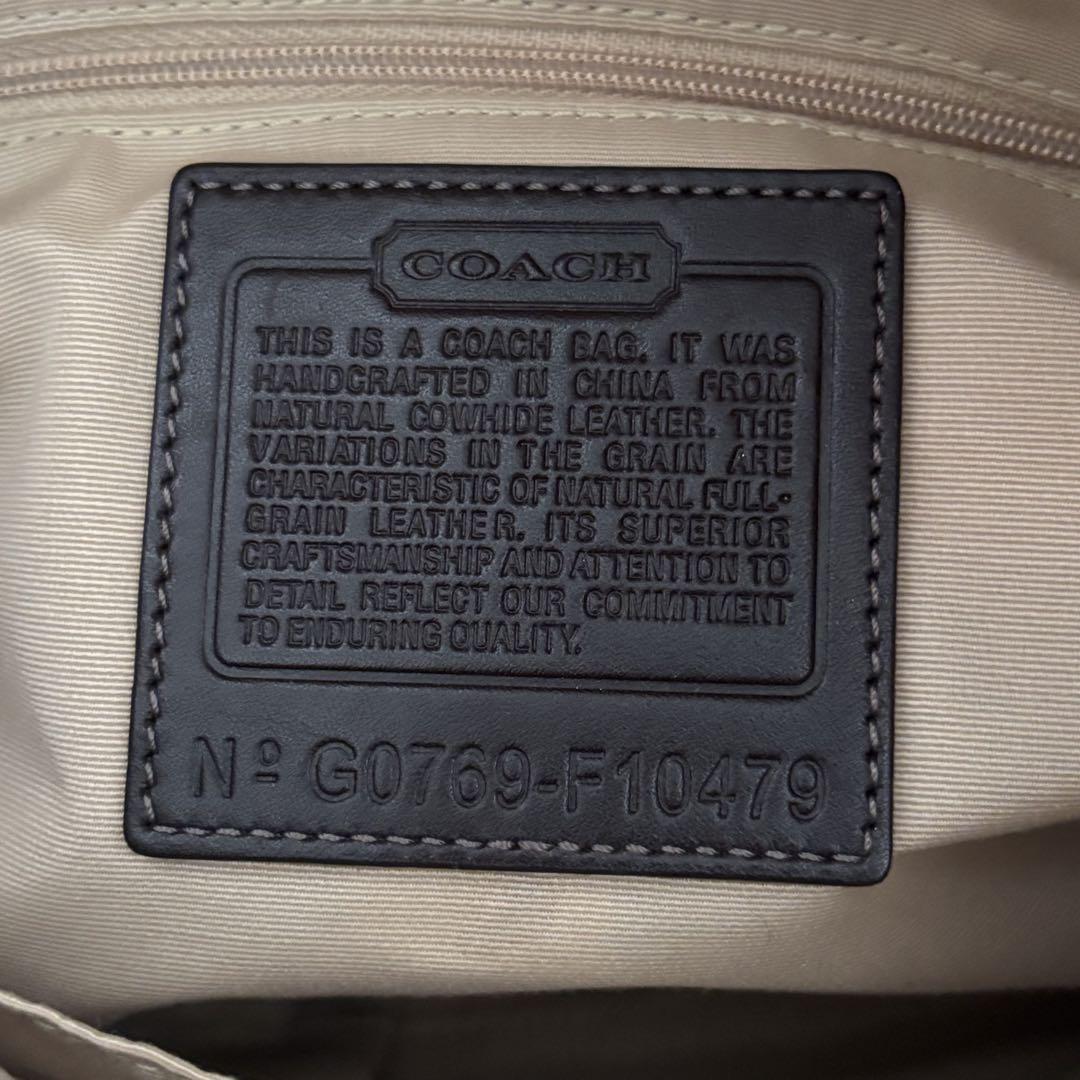 COACH
THIS IS A COACH BAG. IT WAS
HANDCRAFTED IN CHINA FROM
NATURAL COWHIDE LEATHER. THE
VARIATIONS IN THE GRAIN ARE
CHARACTERISTIC OF NATURAL FULL-
GRAIN LEATHER. ITS SUPERIOR
CRAFTSMANSHIP AND ATTENTION TO
DETAIL REFLECT OUR COMMITMENT
TO ENDURING QUALITY.
Nº G0769-F10479